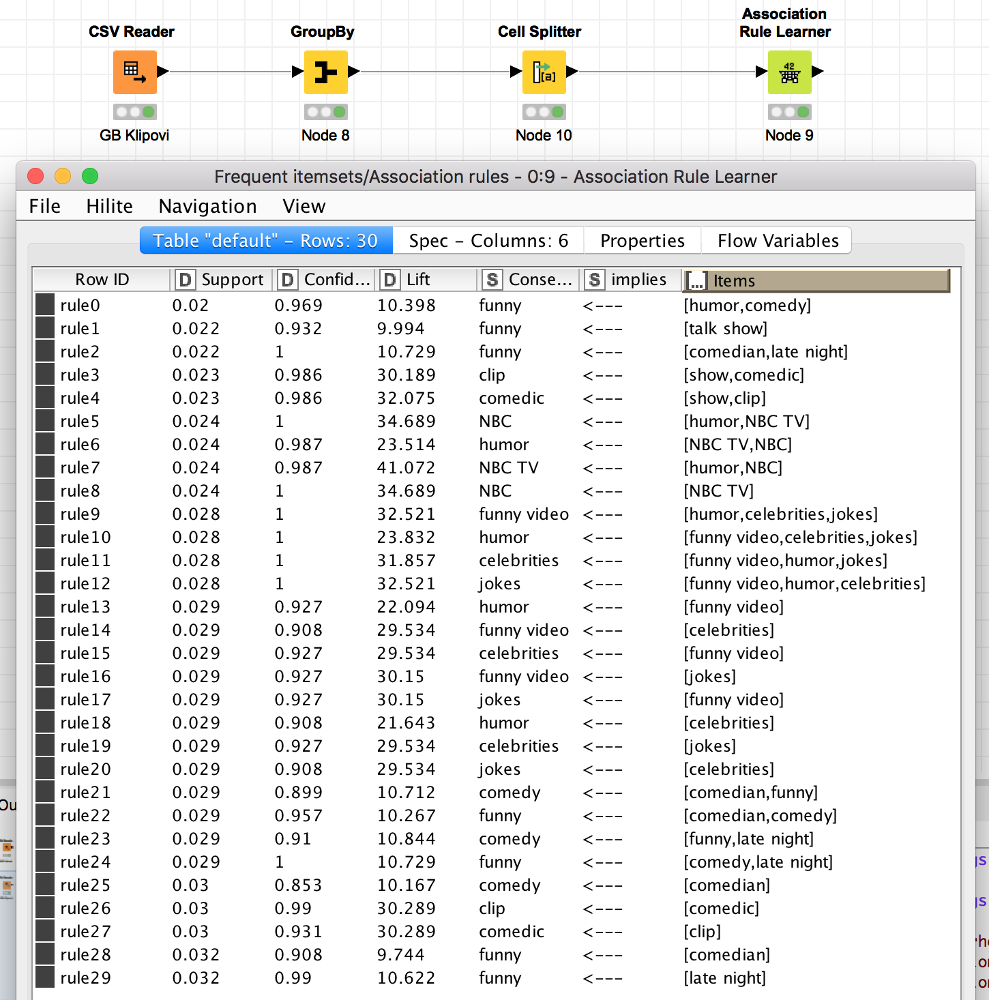 CSV Reader GroupBy Cell Splitter Association Rule Learner
42
[a]
GB Klipovi Node 8 Node 10 Node 9
Frequent itemsets/Association rules - 0:9 - Association Rule Learner
File Hilite Navigation View
Table "default" - Rows: 30 Spec - Columns: 6 Properties Flow Variables
Row ID D Support D Confid... D Lift S Conse... S implies ... Items
rule0 0.02 0.969 10.398 funny <--- [humor,comedy]
rule1 0.022 0.932 9.994 funny <--- [talk show]
rule2 0.022 1 10.729 funny <--- [comedian,late night]
rule3 0.023 0.986 30.189 clip <--- [show,comedic]
rule4 0.023 0.986 32.075 comedic <--- [show,clip]
rule5 0.024 1 34.689 NBC <--- [humor,NBC TV]
rule6 0.024 0.987 23.514 humor <--- [NBC TV,NBC]
rule7 0.024 0.987 41.072 NBC TV <--- [humor,NBC]
rule8 0.024 1 34.689 NBC <--- [NBC TV]
rule9 0.028 1 32.521 funny video <--- [humor,celebrities,jokes]
rule10 0.028 1 23.832 humor <--- [funny video,celebrities,jokes]
rule11 0.028 1 31.857 celebrities <--- [funny video,humor,jokes]
rule12 0.028 1 32.521 jokes <--- [funny video,humor,celebrities]
rule13 0.029 0.927 22.094 humor <--- [funny video]
rule14 0.029 0.908 29.534 funny video <--- [celebrities]
rule15 0.029 0.927 29.534 celebrities <--- [funny video]
rule16 0.029 0.927 30.15 funny video <--- [jokes]
rule17 0.029 0.927 30.15 jokes <--- [funny video]
rule18 0.029 0.908 21.643 humor <--- [celebrities]
rule19 0.029 0.927 29.534 celebrities <--- [jokes]
rule20 0.029 0.908 29.534 jokes <--- [celebrities]
rule21 0.029 0.899 10.712 comedy <--- [comedian,funny]
rule22 0.029 0.957 10.267 funny <--- [comedian,comedy]
rule23 0.029 0.91 10.844 comedy <--- [funny,late night]
rule24 0.029 1 10.729 funny <--- [comedy,late night]
rule25 0.03 0.853 10.167 comedy <--- [comedian]
rule26 0.03 0.99 30.289 clip <--- [comedic]
rule27 0.03 0.931 30.289 comedic <--- [clip]
rule28 0.032 0.908 9.744 funny <--- [comedian]
rule29 0.032 0.99 10.622 funny <--- [late night]